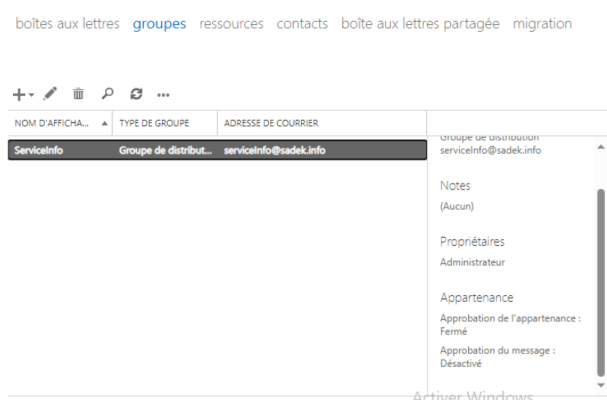 boîtes aux lettres groupes ressources contacts boîte aux lettres partagée migration
NOM D'AFFICHA... TYPE DE GROUPE ADRESSE DE COURRIER
ServiceInfo Groupe de distribut... serviceInfo@sadek.info
Groupe de distribution
serviceInfo@sadek.info
Notes
(Aucun)
Propriétaires
Administrateur
Appartenance
Approbation de l'appartenance :
Fermé
Approbation du message :
Désactivé
Activer Windows